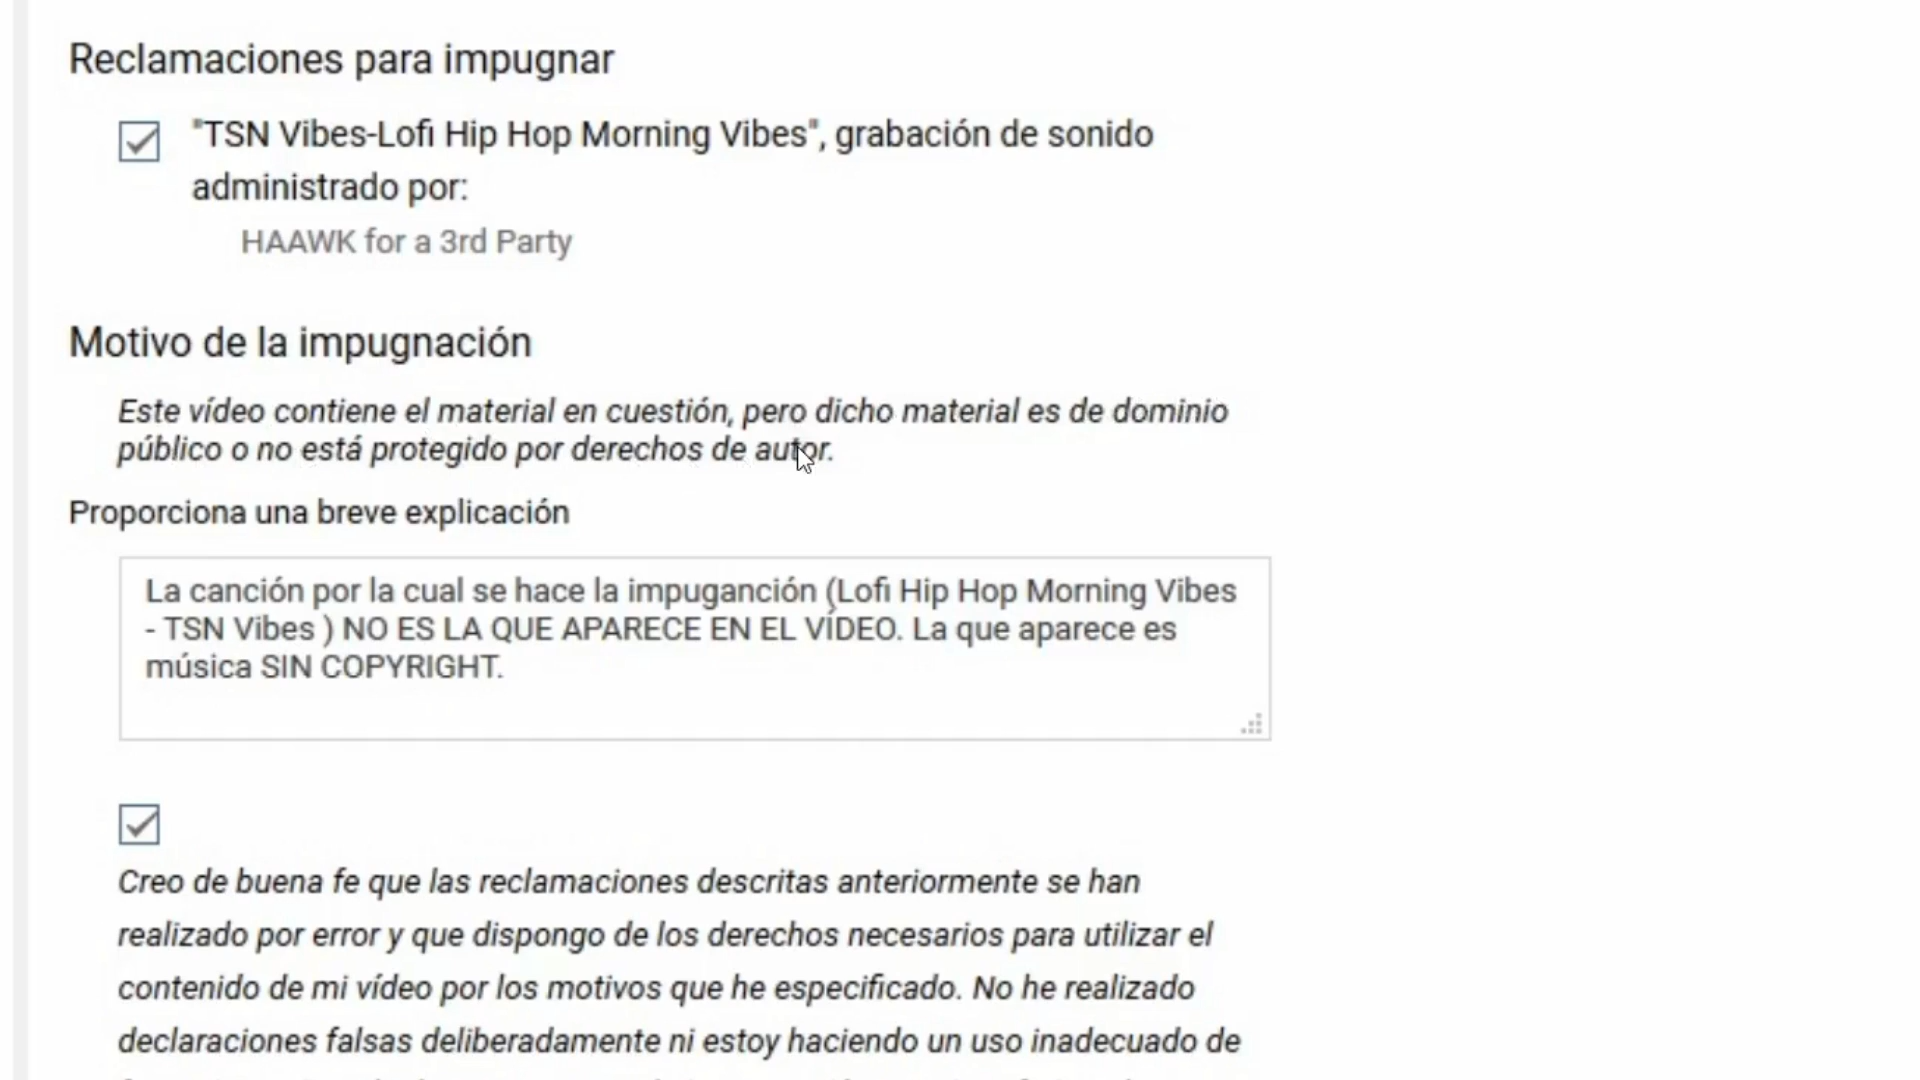 Reclamaciones para impugnar
"TSN Vibes-Lofi Hip Hop Morning Vibes", grabación de sonido
administrado por:
HAAWK for a 3rd Party
Motivo de la impugnación
Este vídeo contiene el material en cuestión, pero dicho material es de dominio
público o no está protegido por derechos de autor.
Proporciona una breve explicación
La canción por la cual se hace la impuganción (Lofi Hip Hop Morning Vibes
- TSN Vibes ) NO ES LA QUE APARECE EN EL VÍDEO. La que aparece es
música SIN COPYRIGHT.
Creo de buena fe que las reclamaciones descritas anteriormente se han
realizado por error y que dispongo de los derechos necesarios para utilizar el
contenido de mi vídeo por los motivos que he especificado. No he realizado
declaraciones falsas deliberadamente ni estoy haciendo un uso inadecuado de